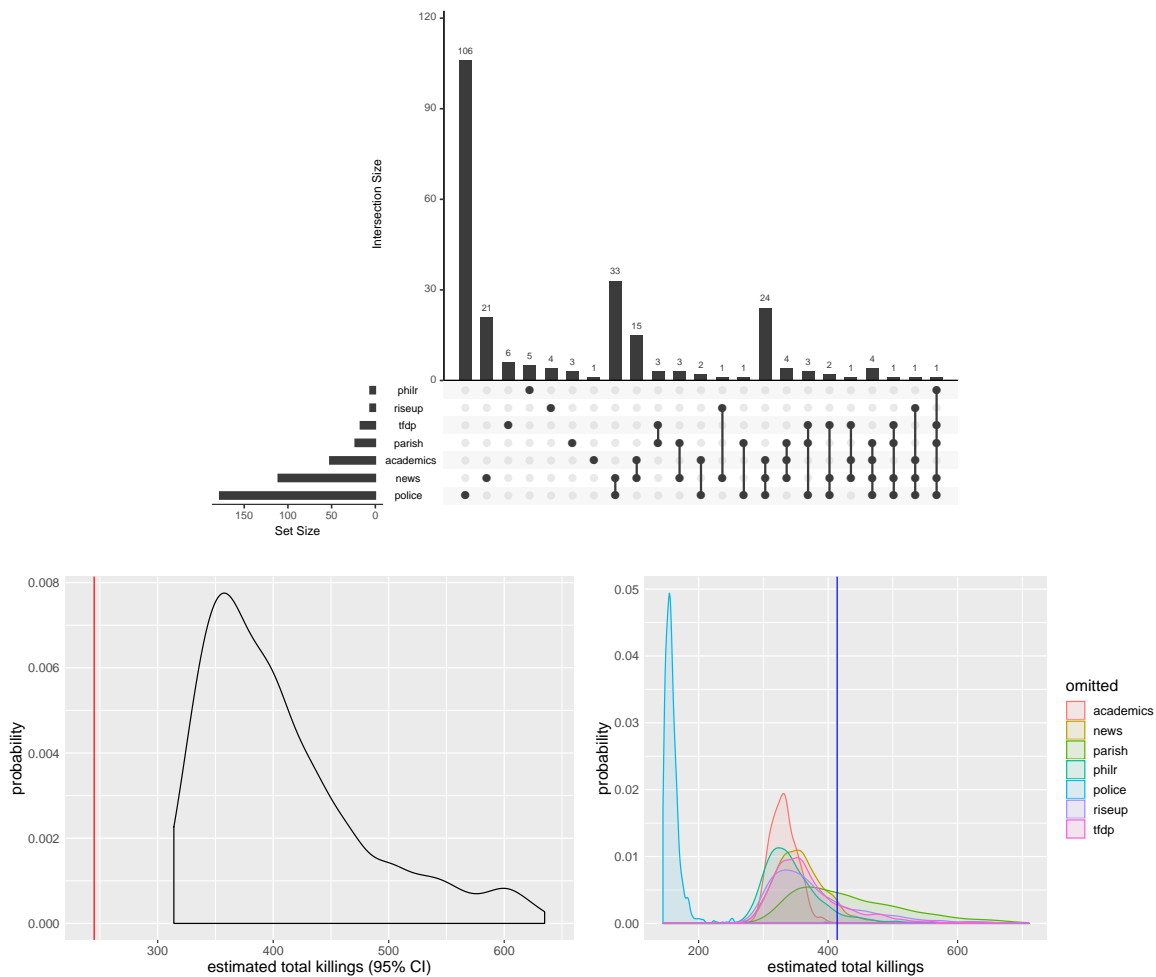 120
90
60
30
0
Intersection Size
106
21
6
5
4
3
1
33
15
3
3
2
1
1
24
4
3
2
1
4
1
1
1
philr
riseup
tfdp
parish
academics
news
police
150 100 50 0
Set Size
0.008
0.006
0.004
0.002
0.000
probability
300 400 500 600
estimated total killings (95% CI)
0.05
0.04
0.03
0.02
0.01
0.00
probability
200 400 600
estimated total killings
omitted
academics
news
parish
philr
police
riseup
tfdp